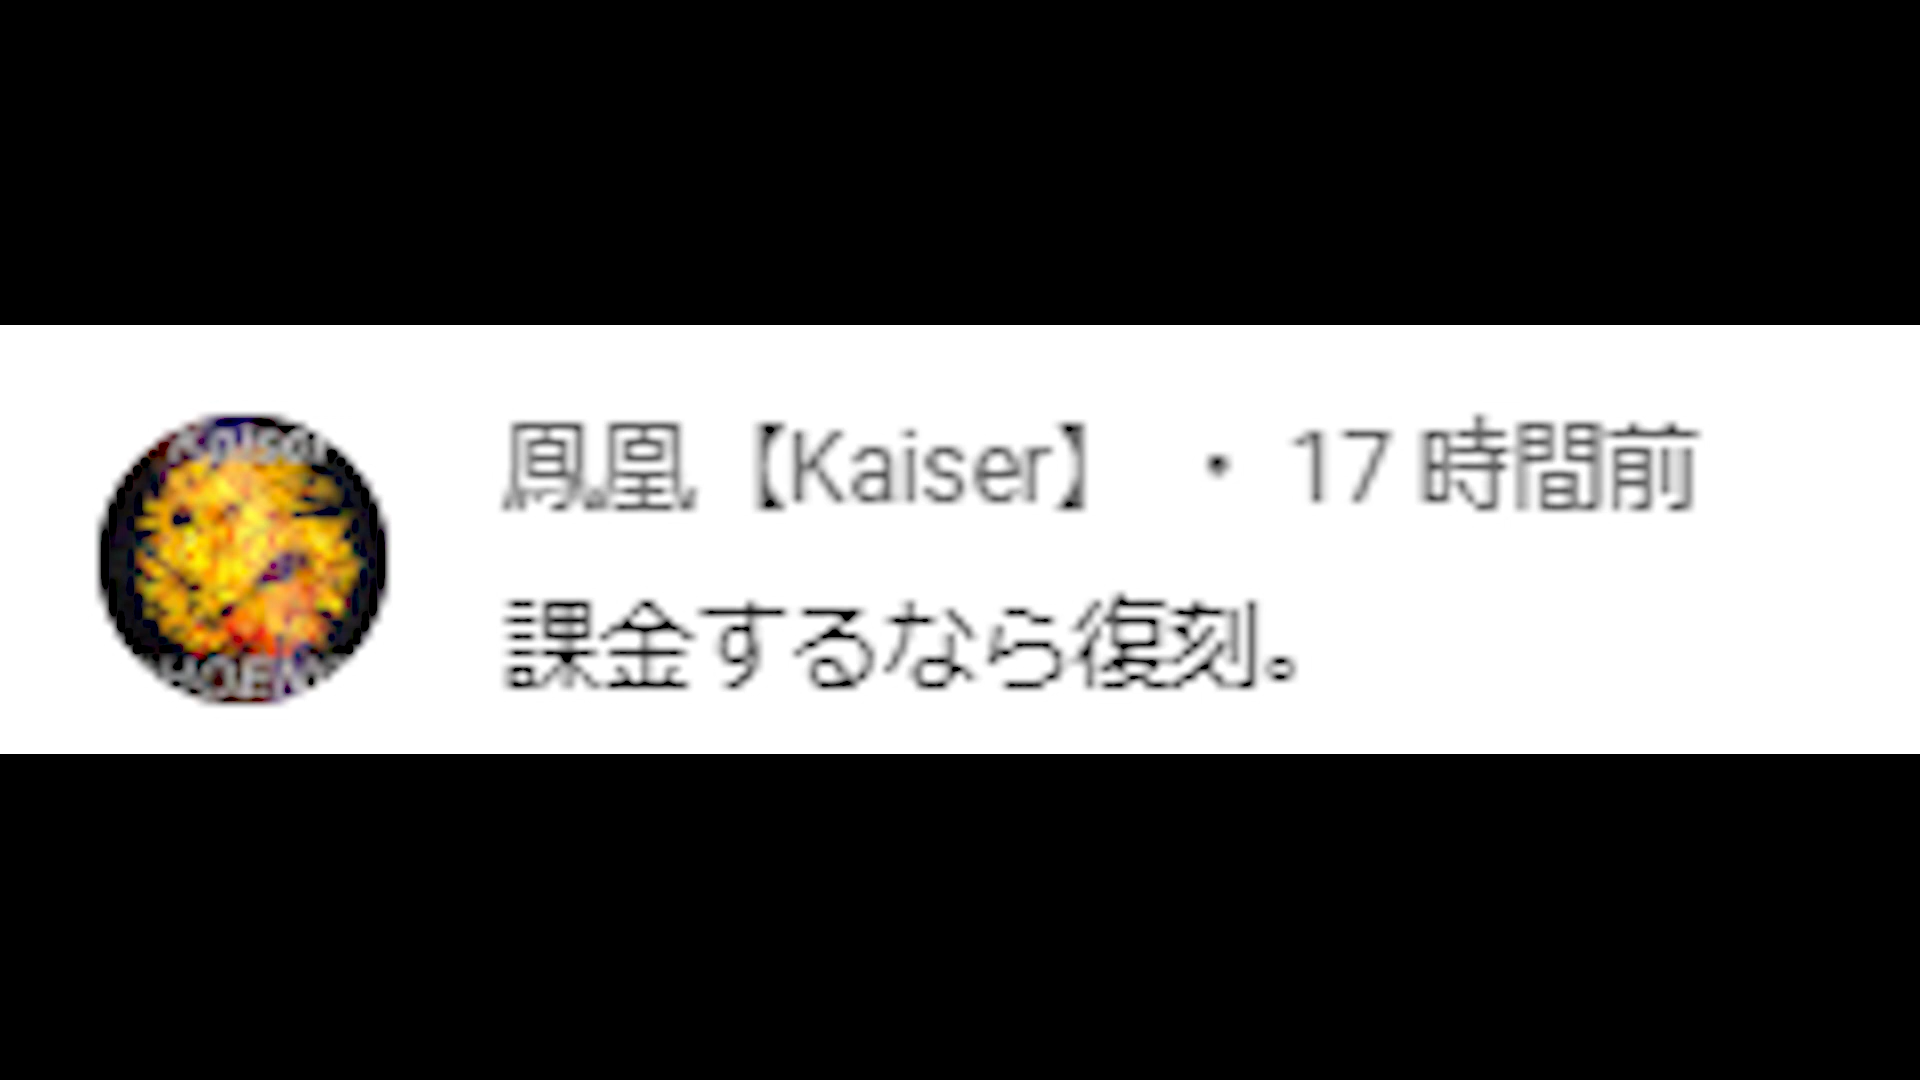 鳳凰【Kaiser】 ・ 17 時間前
課金するなら復刻。